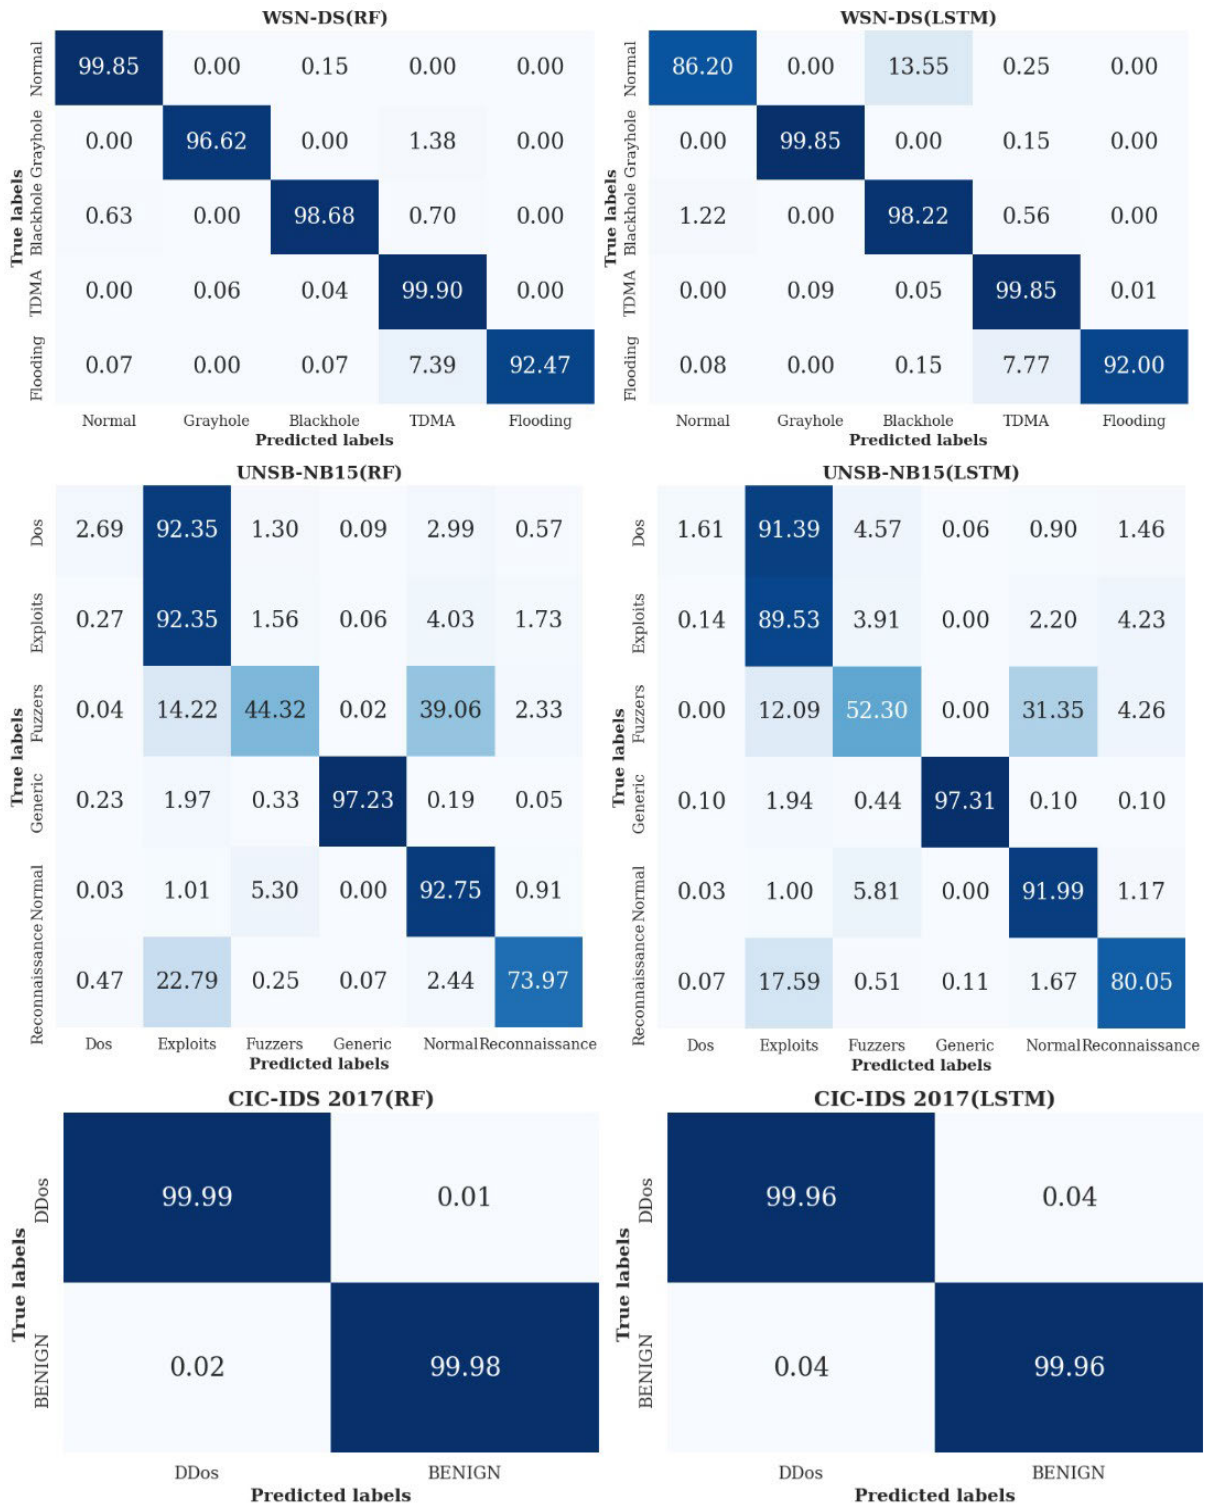 WSN-DS(RF)
True labels
Normal 99.85 0.00 0.15 0.00 0.00
Grayhole 0.00 96.62 0.00 1.38 0.00
Blackhole 0.63 0.00 98.68 0.70 0.00
TDMA 0.00 0.06 0.04 99.90 0.00
Flooding 0.07 0.00 0.07 7.39 92.47
Normal Grayhole Blackhole TDMA Flooding
Predicted labels
WSN-DS(LSTM)
True labels
Normal 86.20 0.00 13.55 0.25 0.00
Grayhole 0.00 99.85 0.00 0.15 0.00
Blackhole 1.22 0.00 98.22 0.56 0.00
TDMA 0.00 0.09 0.05 99.85 0.01
Flooding 0.08 0.00 0.15 7.77 92.00
Normal Grayhole Blackhole TDMA Flooding
Predicted labels
UNSB-NB15(RF)
True labels
Dos 2.69 92.35 1.30 0.09 2.99 0.57
Exploits 0.27 92.35 1.56 0.06 4.03 1.73
Fuzzers 0.04 14.22 44.32 0.02 39.06 2.33
Generic 0.23 1.97 0.33 97.23 0.19 0.05
Normal 0.03 1.01 5.30 0.00 92.75 0.91
Reconnaissance 0.47 22.79 0.25 0.07 2.44 73.97
Dos Exploits Fuzzers Generic Normal Reconnaissance
Predicted labels
UNSB-NB15(LSTM)
True labels
Dos 1.61 91.39 4.57 0.06 0.90 1.46
Exploits 0.14 89.53 3.91 0.00 2.20 4.23
Fuzzers 0.00 12.09 52.30 0.00 31.35 4.26
Generic 0.10 1.94 0.44 97.31 0.10 0.10
Normal 0.03 1.00 5.81 0.00 91.99 1.17
Reconnaissance 0.07 17.59 0.51 0.11 1.67 80.05
Dos Exploits Fuzzers Generic Normal Reconnaissance
Predicted labels
CIC-IDS 2017(RF)
True labels
DDos 99.99 0.01
BENIGN 0.02 99.98
DDos BENIGN
Predicted labels
CIC-IDS 2017(LSTM)
True labels
DDos 99.96 0.04
BENIGN 0.04 99.96
DDos BENIGN
Predicted labels